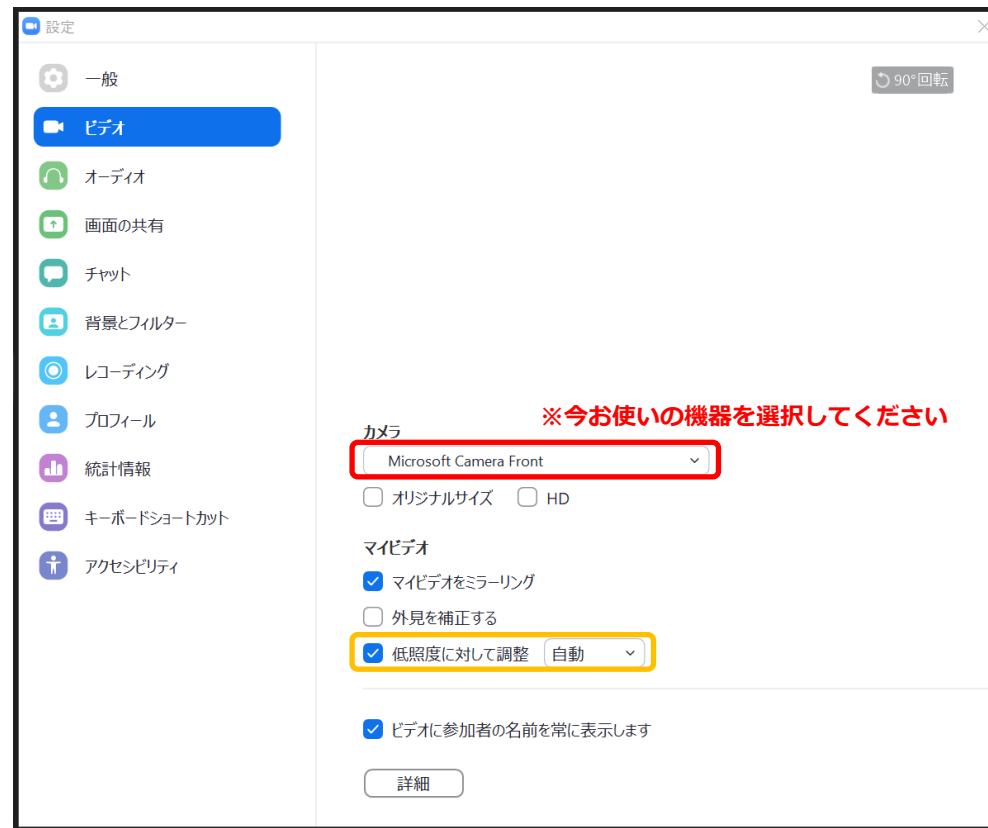 設定
一般
90°回転
ビデオ
オーディオ
画面の共有
チャット
背景とフィルター
レコーディング
プロフィール
統計情報
キーボードショートカット
アクセシビリティ
※今お使いの機器を選択してください
カメラ
Microsoft Camera Front
オリジナルサイズ HD
マイビデオ
マイビデオをミラーリング
外見を補正する
低照度に対して調整 自動
ビデオに参加者の名前を常に表示します
詳細